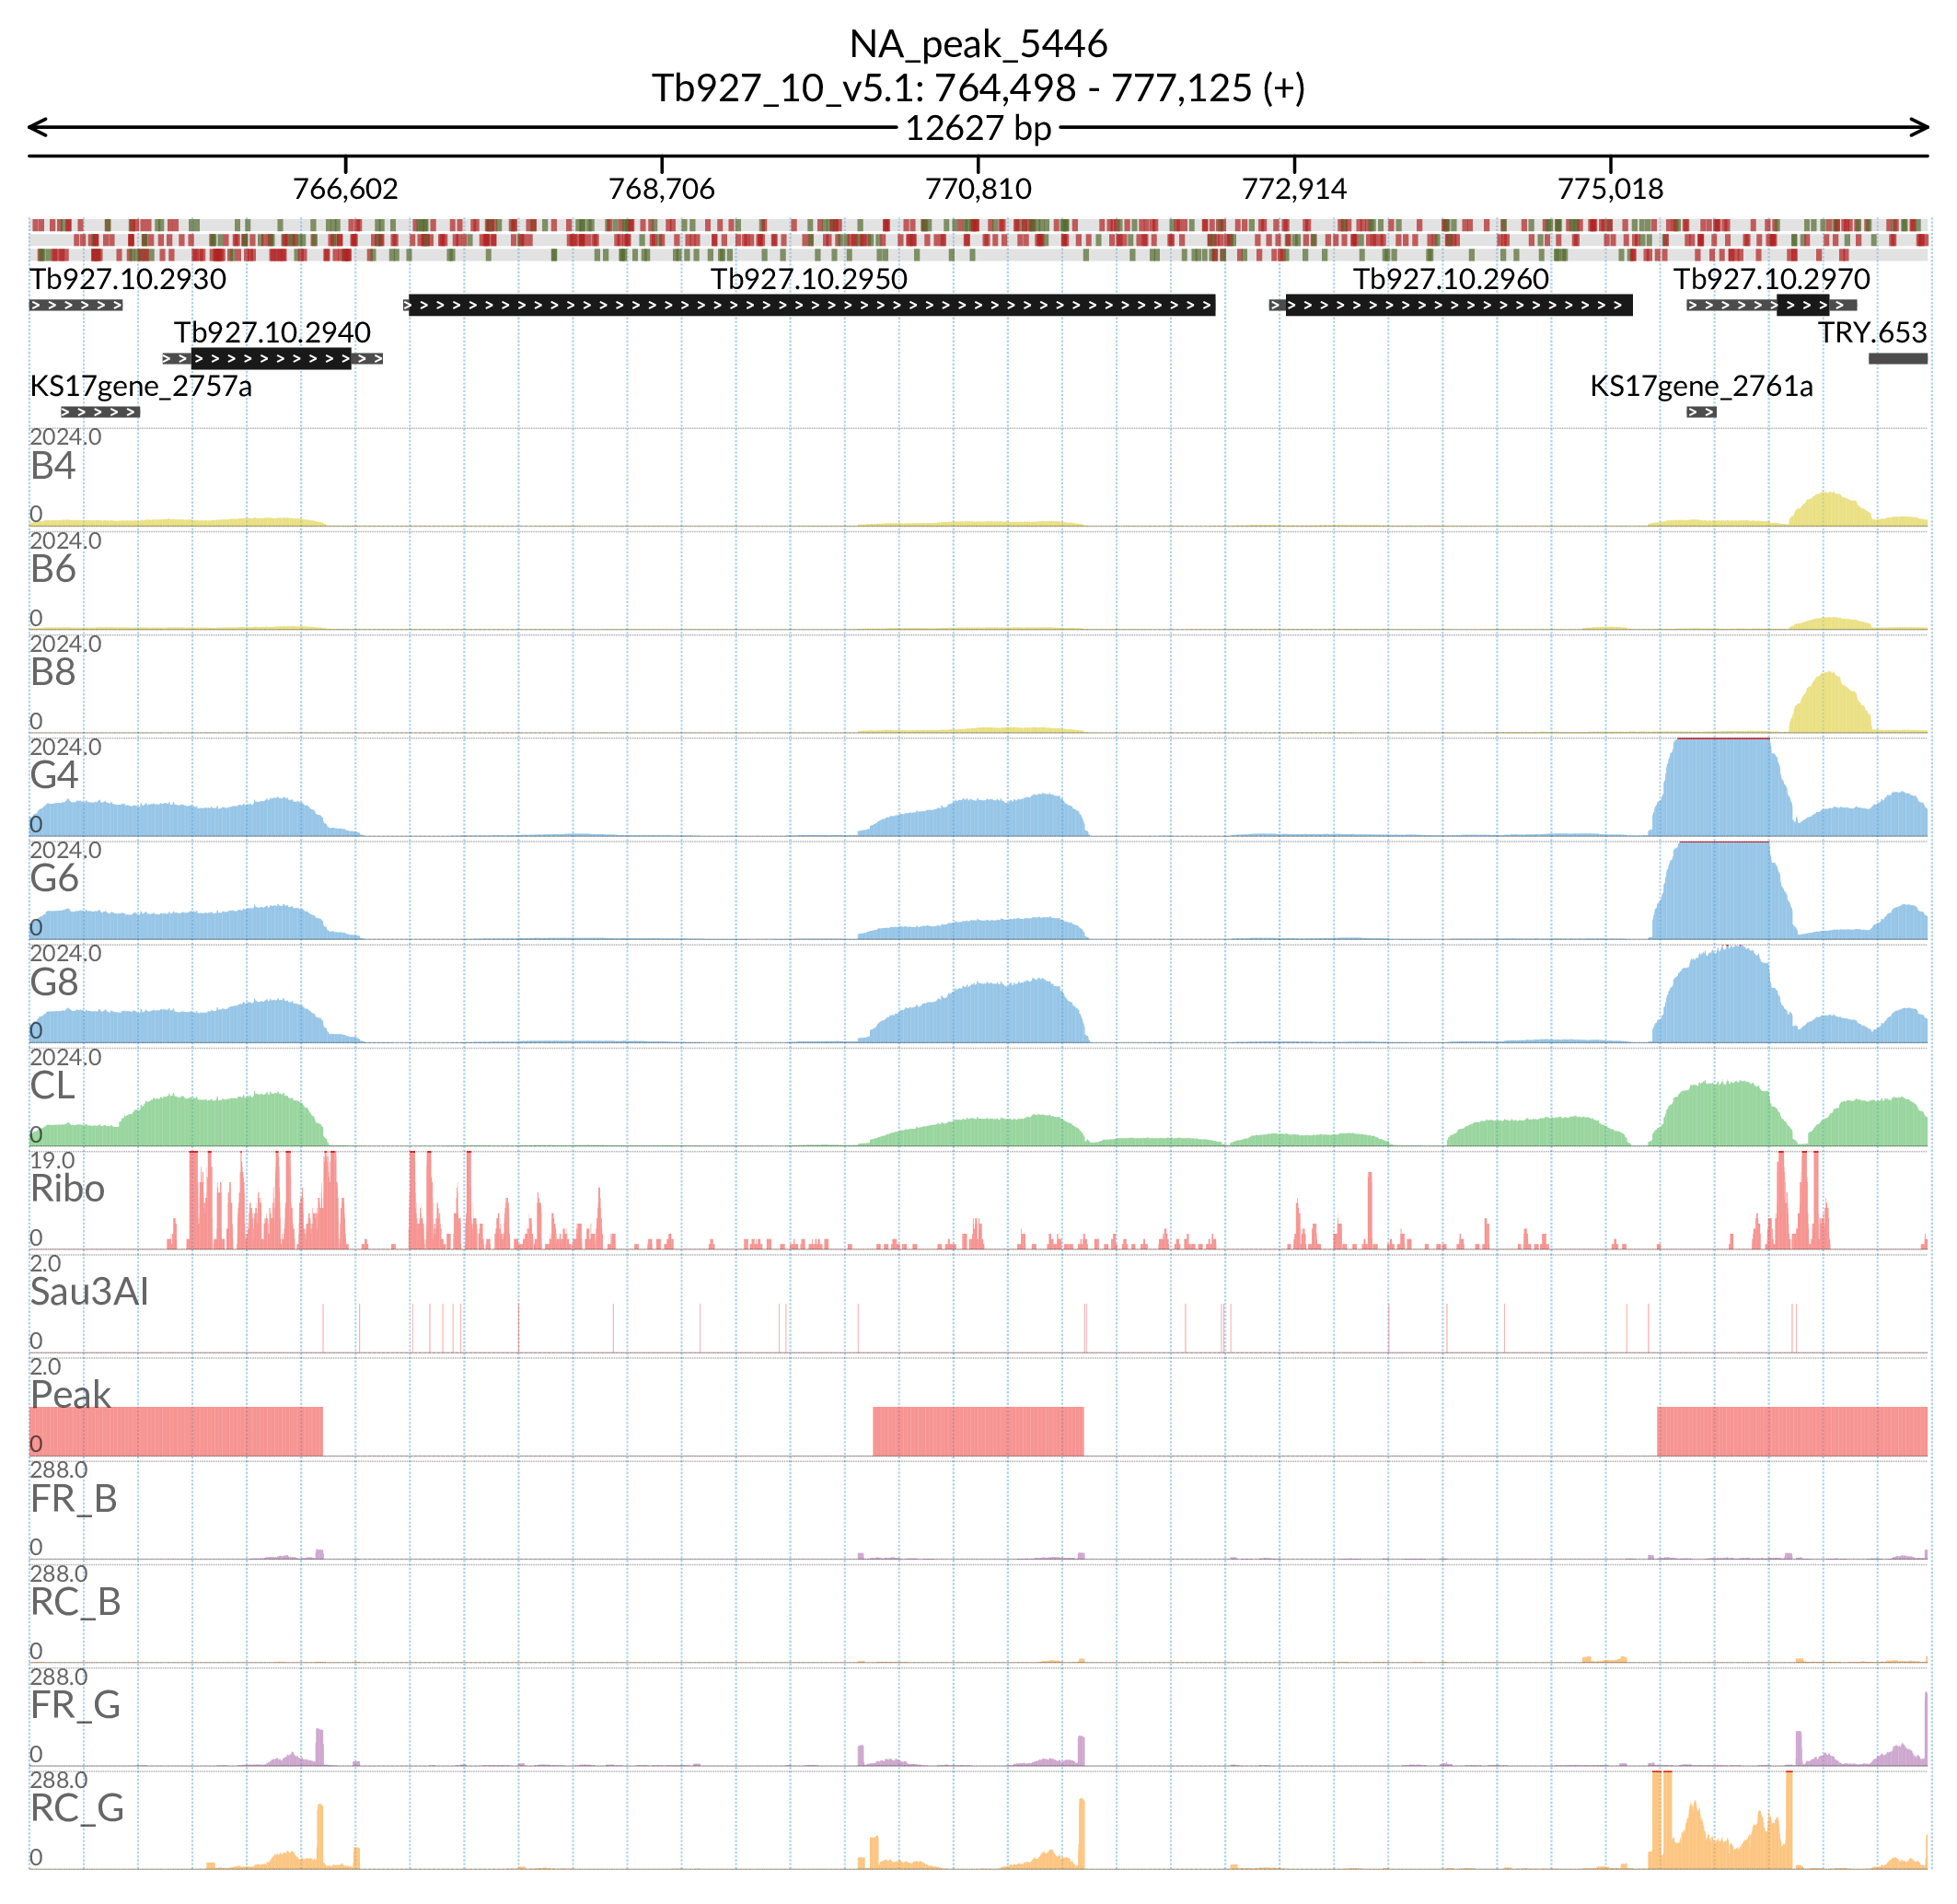 NA_peak_5446
Tb927_10_v5.1: 764,498 - 777,125 (+)
12627 bp
766,602 768,706 770,810 772,914 775,018
Tb927.10.2930 Tb927.10.2950 Tb927.10.2960 Tb927.10.2970
Tb927.10.2940 TRY.653
KS17gene_2757a KS17gene_2761a
2024.0
B4
0
2024.0
B6
0
2024.0
B8
0
2024.0
G4
0
2024.0
G6
0
2024.0
G8
0
2024.0
CL
0
19.0
Ribo
0
2.0
Sau3AI
0
2.0
Peak
0
288.0
FR_B
0
288.0
RC_B
0
288.0
FR_G
0
288.0
RC_G
0